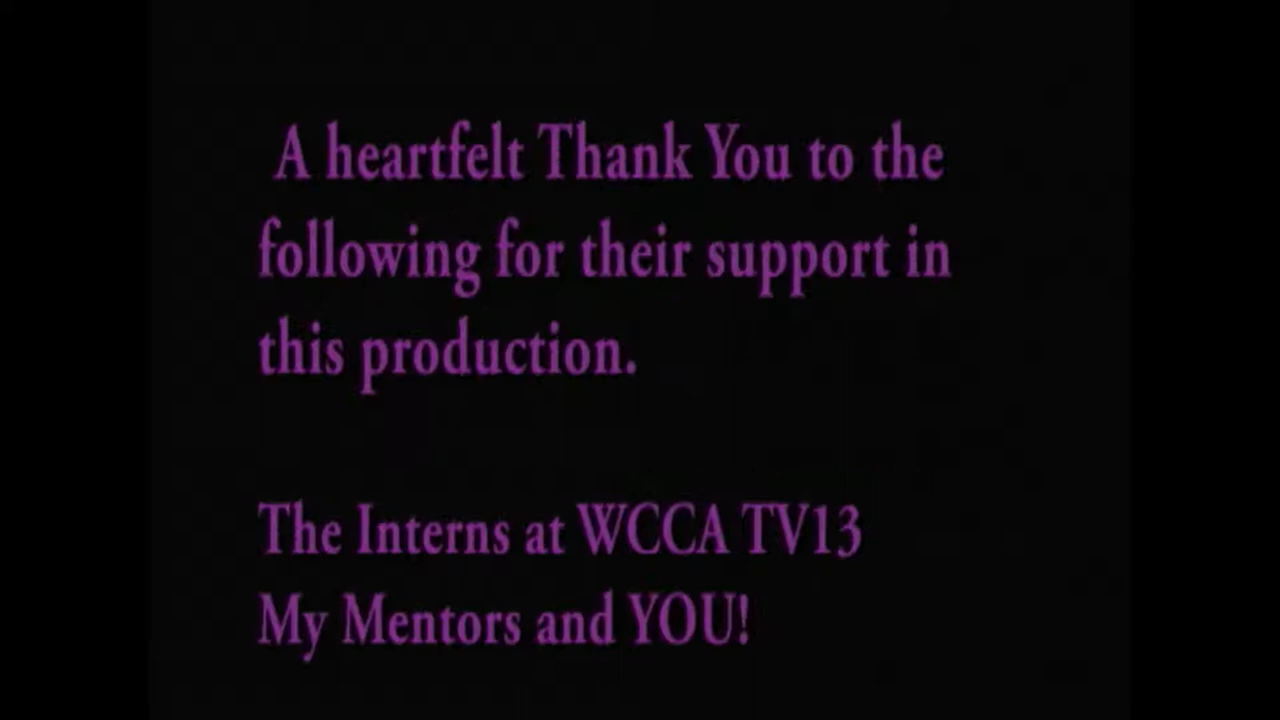 A heartfelt Thank You to the
following for their support in
this production.
The Interns at WCCA TV13
My Mentors and YOU!